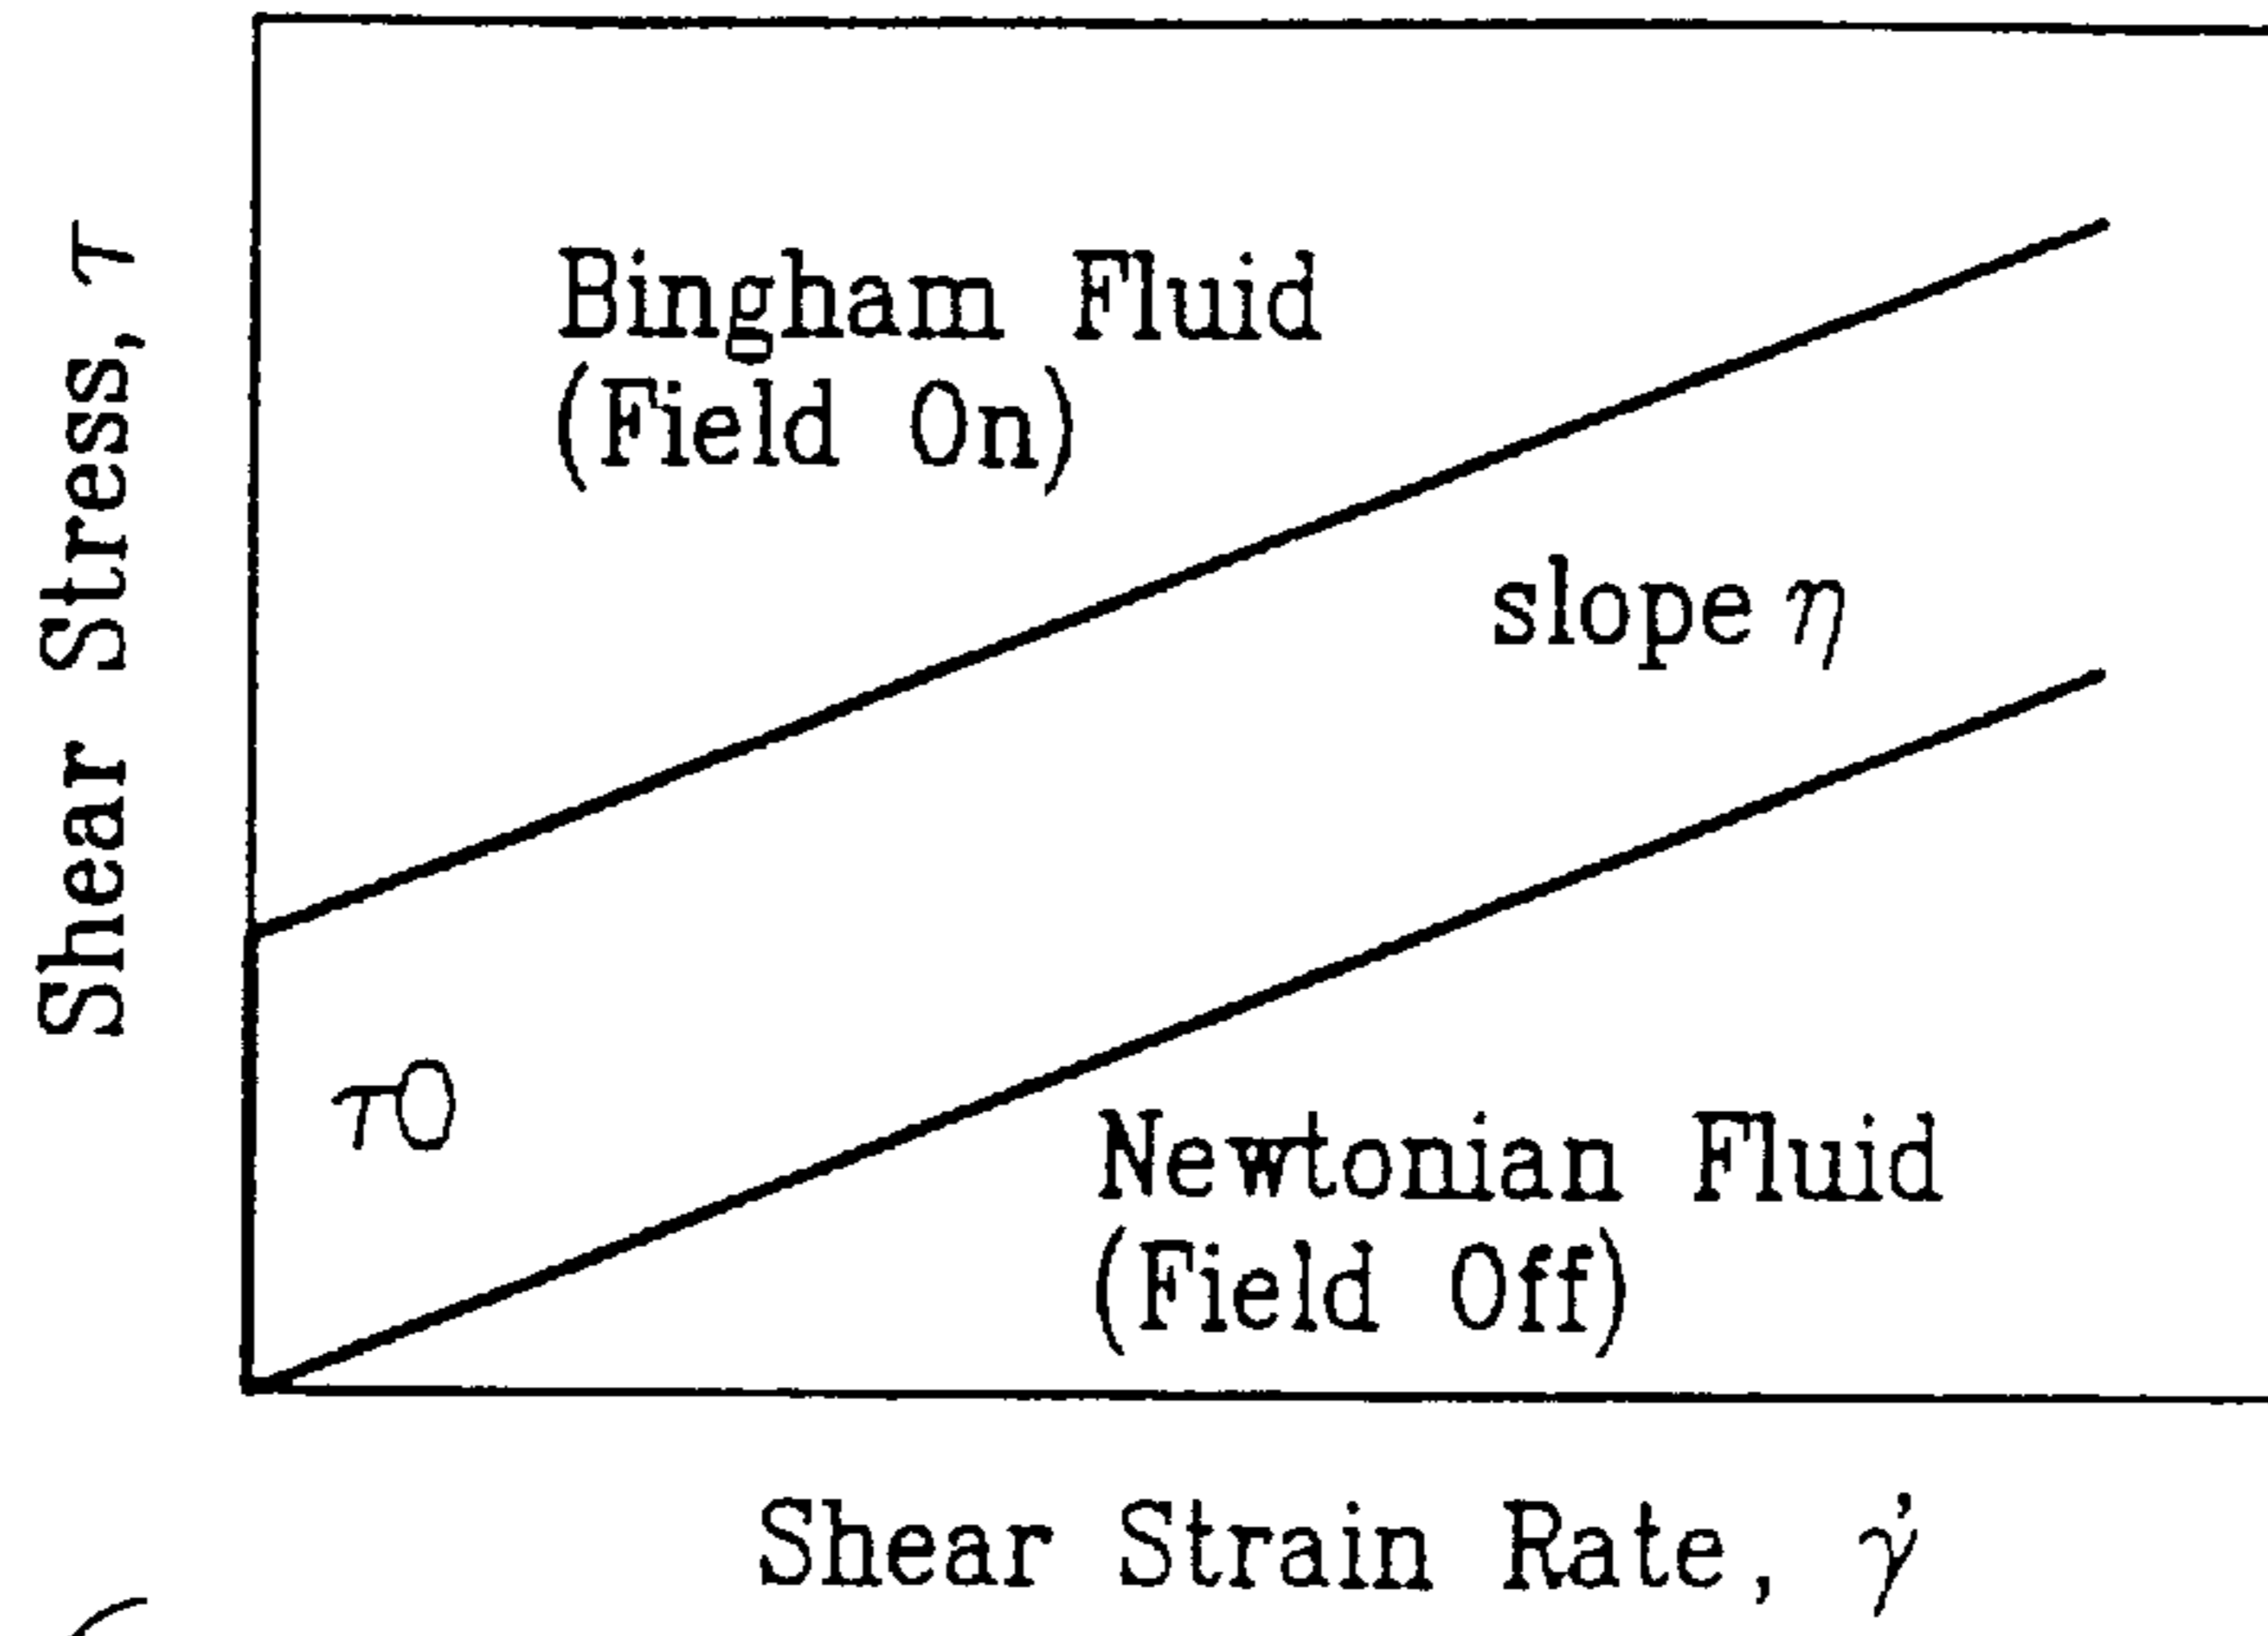 Shear Stress, τ
Bingham Fluid
(Field On)
slope η
τ0
Newtonian Fluid
(Field Off)
Shear Strain Rate, γ̇